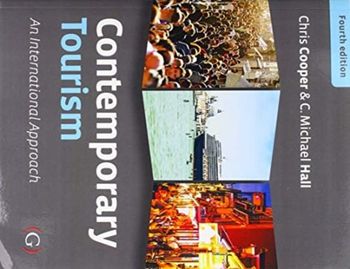 Fourth edition
Chris Cooper & C. Michael Hall
Contemporary
Tourism
An International Approach
G